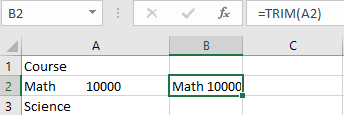 B2 fx =TRIM(A2)
A B C
1 Course
2 Math 10000 Math 10000
3 Science